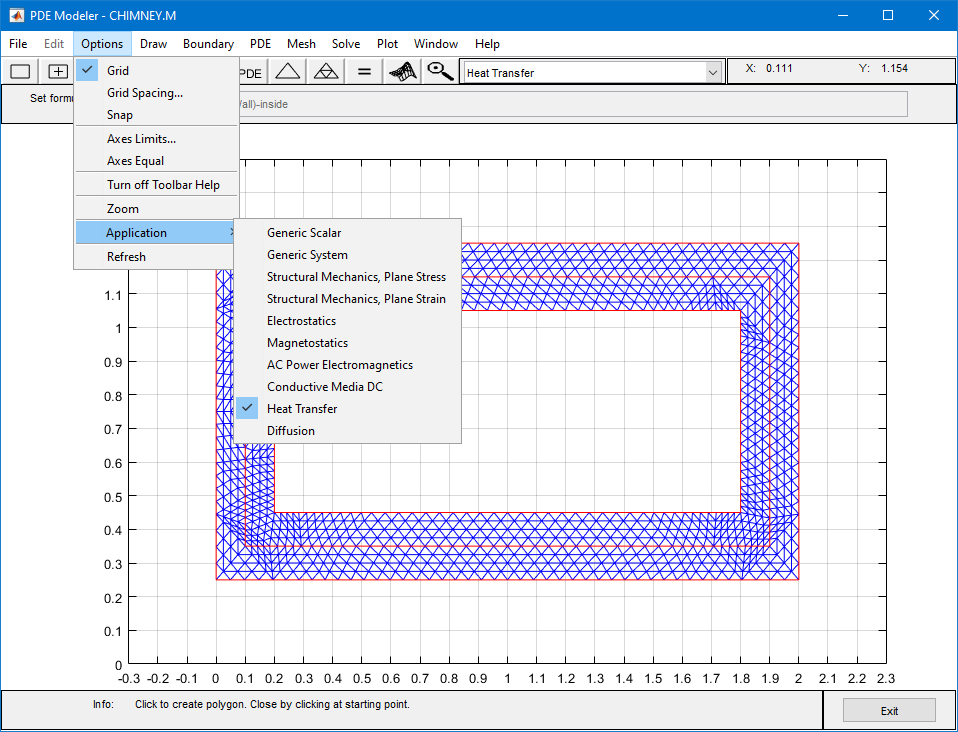 PDE Modeler - CHIMNEY.M
File Edit Options Draw Boundary PDE Mesh Solve Plot Window Help
PDE
Heat Transfer
X: 0.111 Y: 1.154
Set form
/all)-inside
Grid
Grid Spacing...
Snap
Axes Limits...
Axes Equal
Turn off Toolbar Help
Zoom
Application
Refresh
Generic Scalar
Generic System
Structural Mechanics, Plane Stress
Structural Mechanics, Plane Strain
Electrostatics
Magnetostatics
AC Power Electromagnetics
Conductive Media DC
Heat Transfer
Diffusion
1.1
1
0.9
0.8
0.7
0.6
0.5
0.4
0.3
0.2
0.1
0
-0.3 -0.2 -0.1 0 0.1 0.2 0.3 0.4 0.5 0.6 0.7 0.8 0.9 1 1.1 1.2 1.3 1.4 1.5 1.6 1.7 1.8 1.9 2 2.1 2.2 2.3
Info: Click to create polygon. Close by clicking at starting point.
Exit